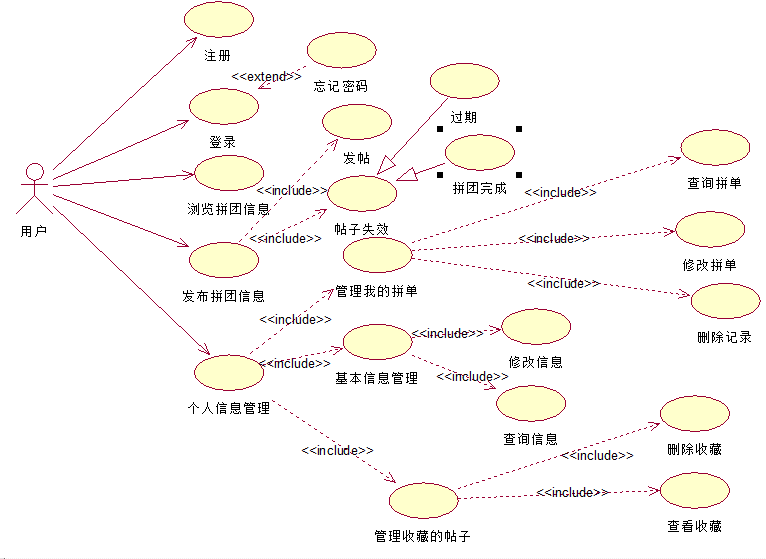 注册
<<extend>>
忘记密码
过期
登录
发帖
拼团完成
查询拼单
<<include>>
<<include>>
浏览拼团信息
帖子失效
<<include>>
<<include>>
修改拼单
发布拼团信息
管理我的拼单
<<include>>
删除记录
<<include>>
<<include>>
修改信息
<<include>>
基本信息管理
<<include>>
个人信息管理
查询信息
<<include>>
删除收藏
<<include>>
<<include>>
管理收藏的帖子
查看收藏
用户